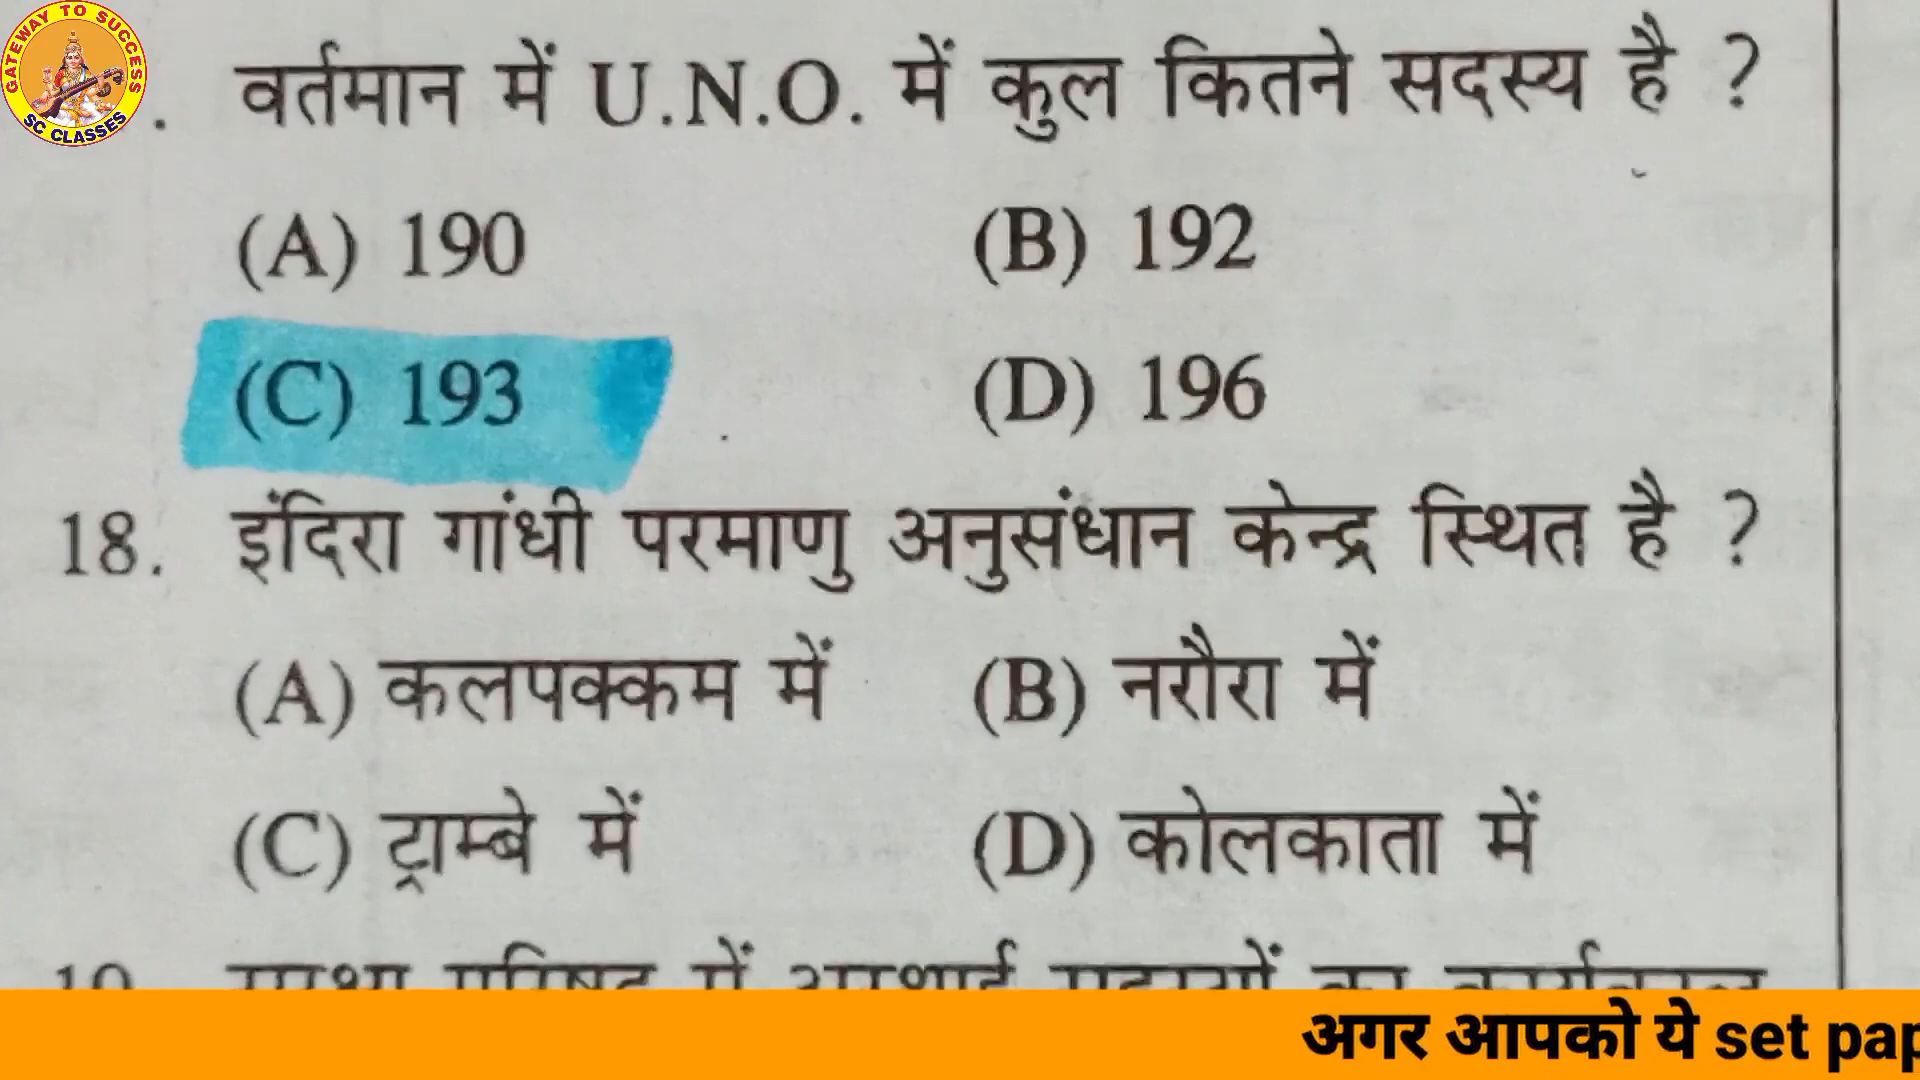 GATEWAY TO SUCCESS
SC CLASSES
. वर्तमान में U.N.O. में कुल कितने सदस्य है ?
(A) 190 (B) 192
(C) 193 (D) 196
18. इंदिरा गांधी परमाणु अनुसंधान केन्द्र स्थित है ?
(A) कलपक्कम में (B) नरौरा में
(C) ट्राम्बे में (D) कोलकाता में
अगर आपको ये set pap